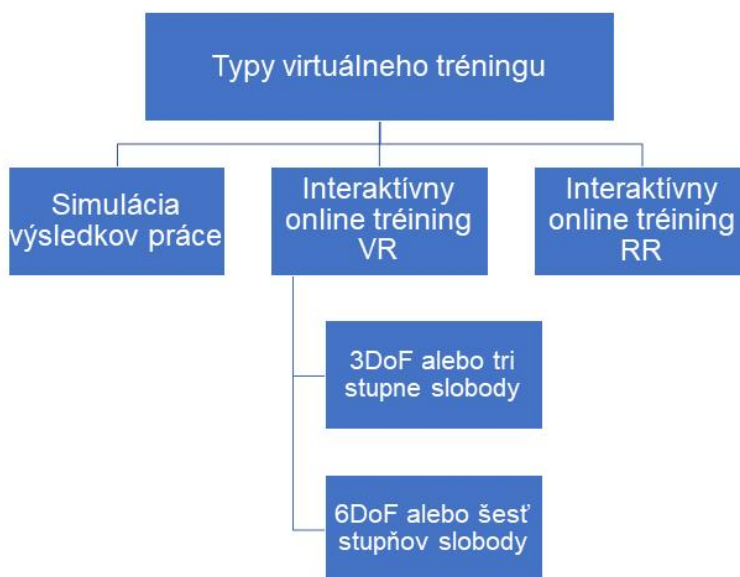 Typy virtuálneho tréningu
Simulácia
výsledkov práce
Interaktívny
online tréining
VR
Interaktívny
online tréining
RR
3DoF alebo tri
stupne slobody
6DoF alebo šesť
stupňov slobody